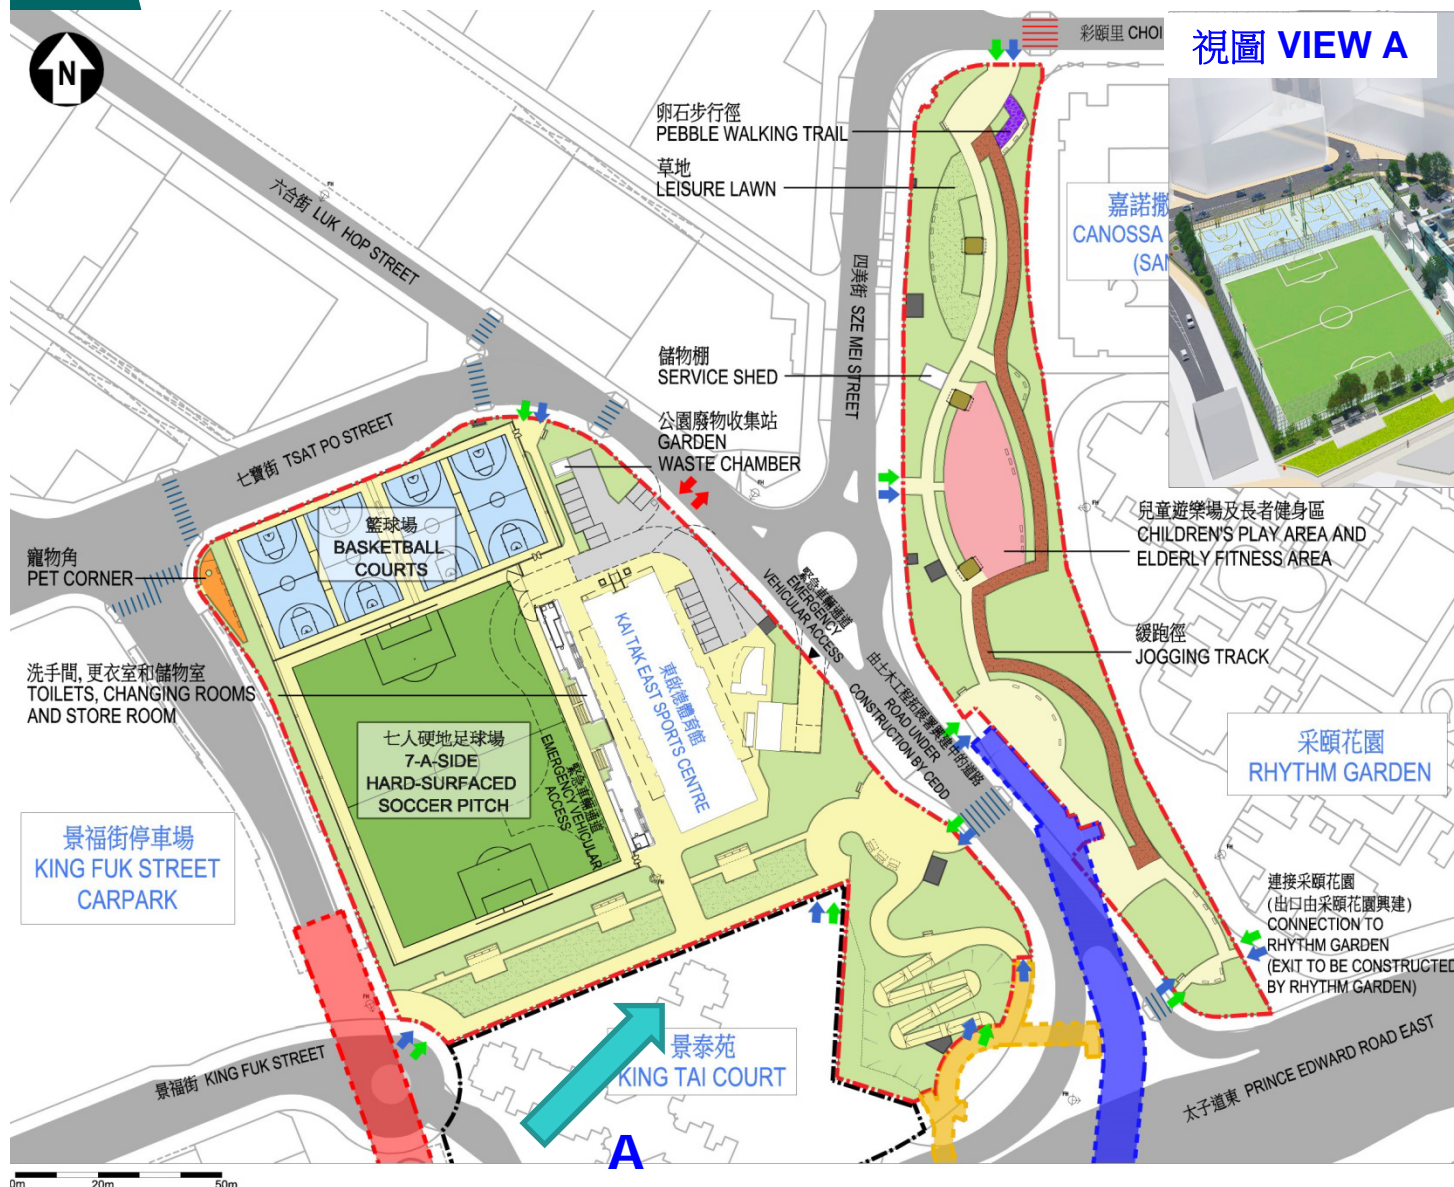 N
彩頤里 CHOI
視圖 VIEW A
卵石步行徑
PEBBLE WALKING TRAIL
草地
LEISURE LAWN
六合街 LUK HOP STREET
嘉諾撒
CANOSSA
(SAN
四美街 SZE MEI STREET
儲物棚
SERVICE SHED
公園廢物收集站
GARDEN
WASTE CHAMBER
七寶街 TSAT PO STREET
籃球場
BASKETBALL
COURTS
兒童遊樂場及長者健身區
CHILDREN'S PLAY AREA AND
ELDERLY FITNESS AREA
寵物角
PET CORNER
緊急車輛通道
EMERGENCY
VEHICULAR ACCESS
緩跑徑
JOGGING TRACK
洗手間, 更衣室和儲物室
TOILETS, CHANGING ROOMS
AND STORE ROOM
東啟德體育館
KAI TAK EAST SPORTS CENTRE
由土木工程拓展署興建中的道路
ROAD UNDER
CONSTRUCTION BY CEDD
七人硬地足球場
7-A-SIDE
HARD-SURFACED
SOCCER PITCH
緊急車輛通道
EMERGENCY VEHICULAR
ACCESS
采頤花園
RHYTHM GARDEN
景福街停車場
KING FUK STREET
CARPARK
連接采頤花園
(出口由采頤花園興建)
CONNECTION TO
RHYTHM GARDEN
(EXIT TO BE CONSTRUCTED
BY RHYTHM GARDEN)
景福街 KING FUK STREET
景泰苑
KING TAI COURT
太子道東 PRINCE EDWARD ROAD EAST
A
0m 20m 50m